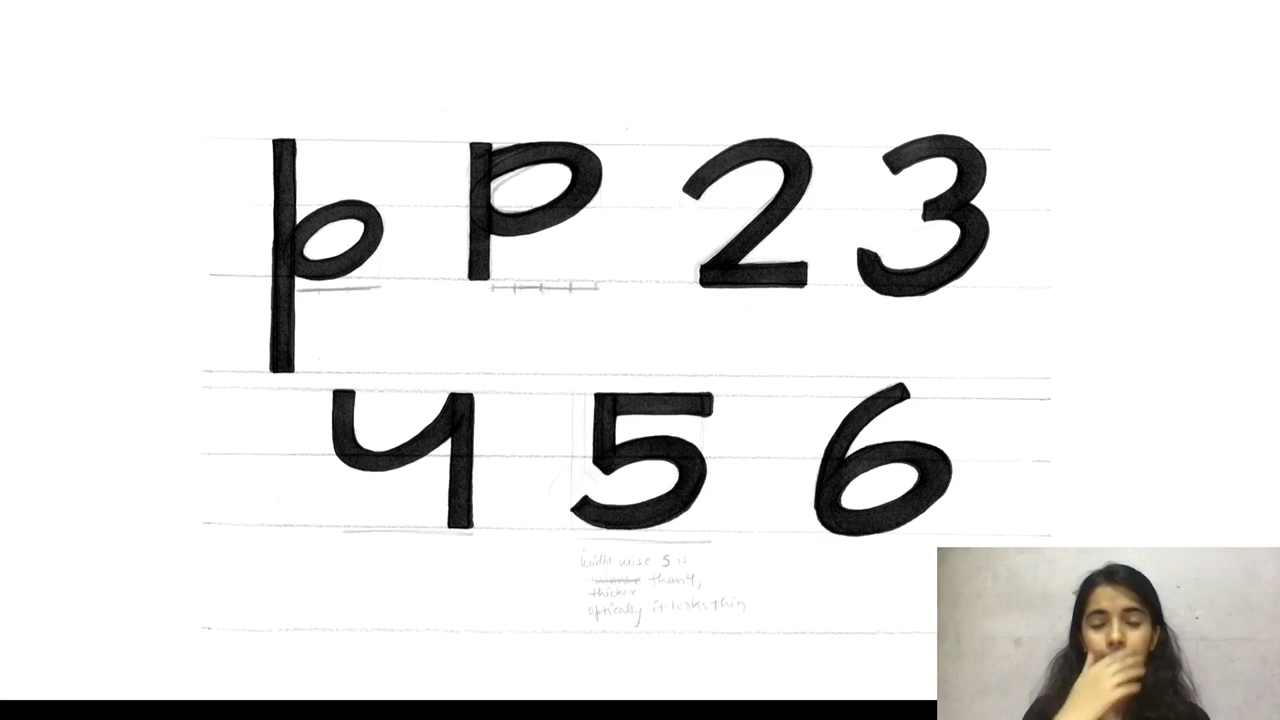 p P 2 3
4 5 6
width wise 5 is
than 4,
thicker
optically it looks thin